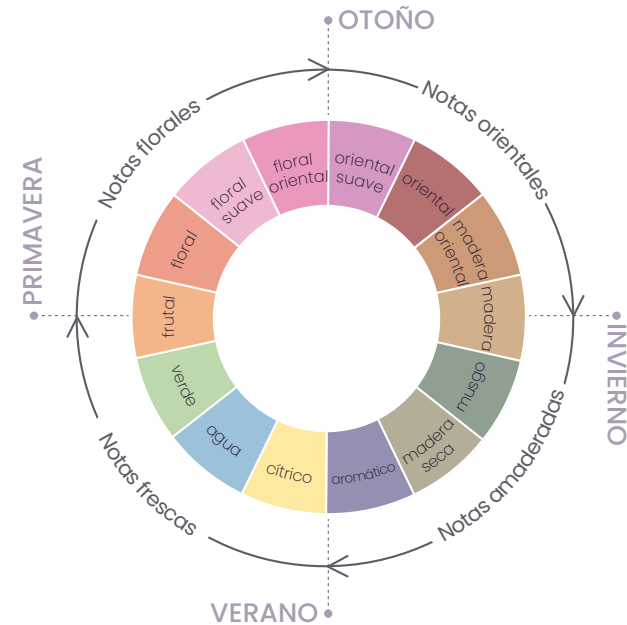 OTOÑO
Notas florales
Notas orientales
PRIMAVERA
INVIERNO
floral
oriental
oriental
suave
floral
suave
oriental
floral
madera
oriental
frutal
madera
verde
musgo
agua
madera
seca
cítrico
aromático
Notas frescas
Notas amaderadas
VERANO